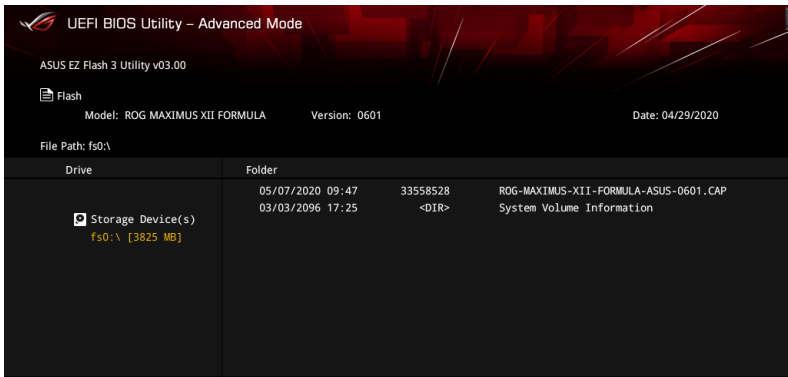 UEFI BIOS Utility – Advanced Mode
ASUS EZ Flash 3 Utility v03.00
Flash
Model: ROG MAXIMUS XII FORMULA Version: 0601 Date: 04/29/2020
File Path: fs0:\
Drive Folder
05/07/2020 09:47 33558528 ROG-MAXIMUS-XII-FORMULA-ASUS-0601.CAP
03/03/2096 17:25 <DIR> System Volume Information
Storage Device(s)
fs0:\ [3825 MB]